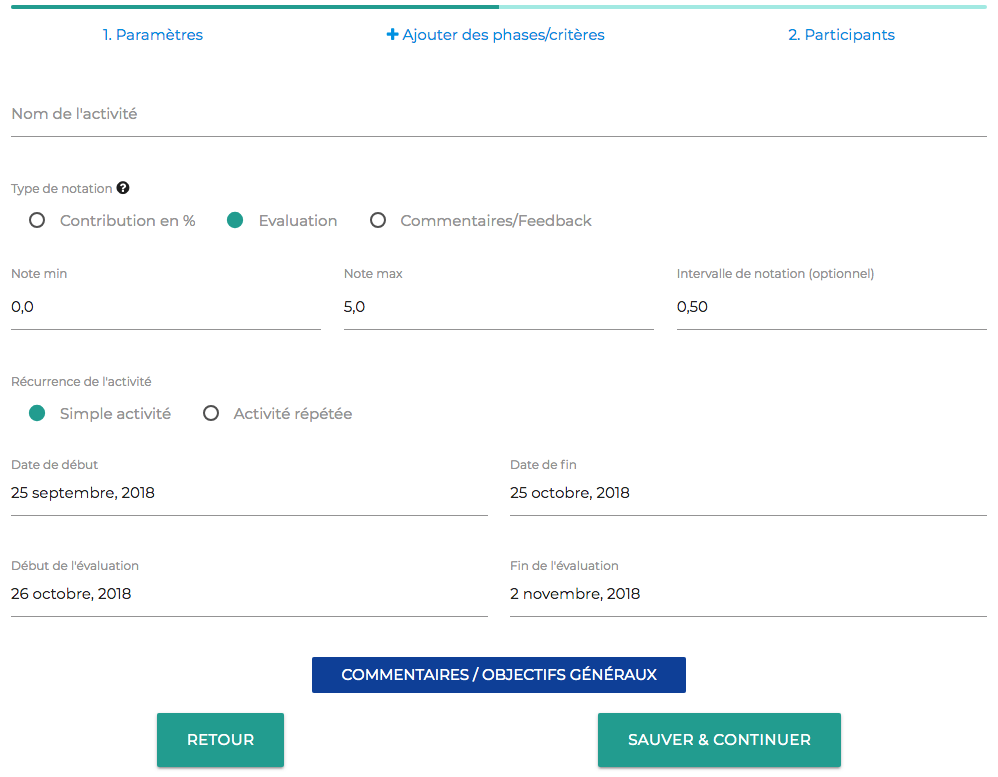 1. Paramètres
+ Ajouter des phases/critères
2. Participants
Nom de l'activité
Type de notation ?
Contribution en %
Evaluation
Commentaires/Feedback
Note min
Note max
Intervalle de notation (optionnel)
0,0
5,0
0,50
Récurrence de l'activité
Simple activité
Activité répétée
Date de début
Date de fin
25 septembre, 2018
25 octobre, 2018
Début de l'évaluation
Fin de l'évaluation
26 octobre, 2018
2 novembre, 2018
COMMENTAIRES / OBJECTIFS GÉNÉRAUX
RETOUR
SAUVER & CONTINUER